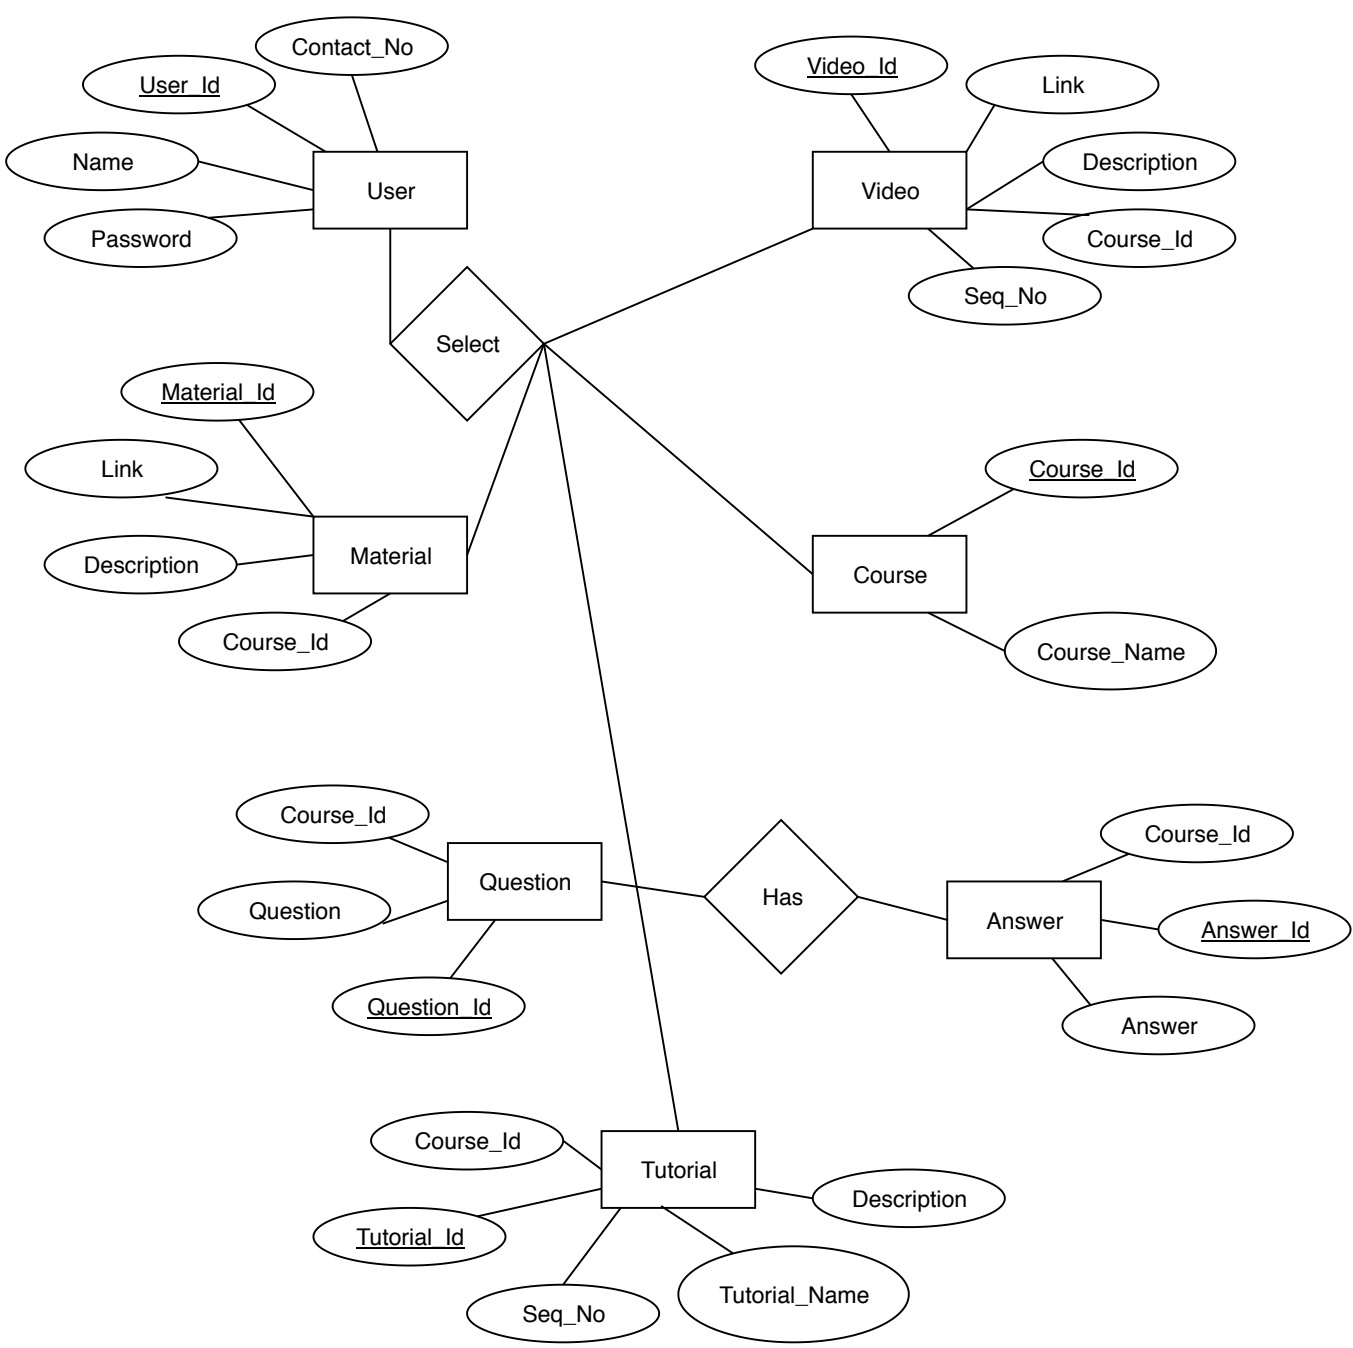 Contact_No
User_Id
Name
Password
User
Video_Id
Link
Description
Course_Id
Seq_No
Video
Select
Material_Id
Link
Description
Course_Id
Material
Course_Id
Course
Course_Name
Course_Id
Question
Question
Question_Id
Has
Course_Id
Answer
Answer_Id
Answer
Course_Id
Tutorial
Tutorial_Id
Description
Seq_No
Tutorial_Name